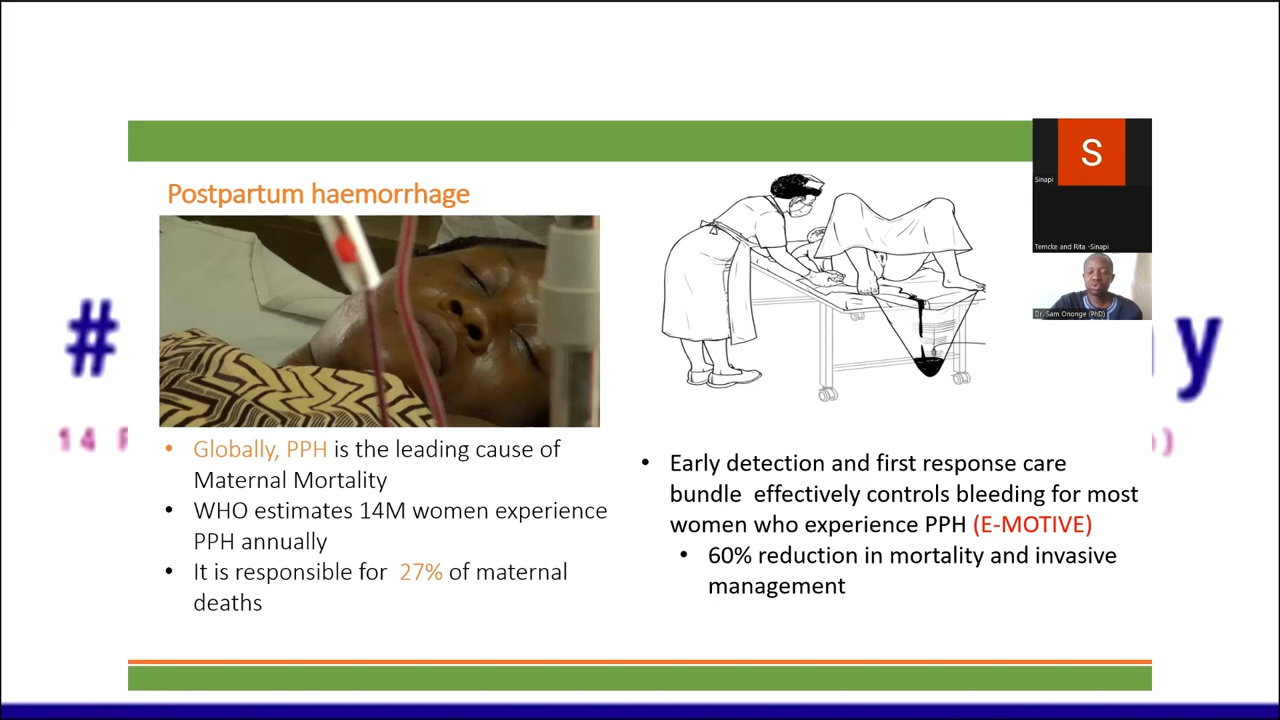 Postpartum haemorrhage
• Globally, PPH is the leading cause of
Maternal Mortality
• WHO estimates 14M women experience
PPH annually
• It is responsible for 27% of maternal
deaths
• Early detection and first response care
bundle effectively controls bleeding for most
women who experience PPH (E-MOTIVE)
• 60% reduction in mortality and invasive
management
S
Sinapi
Temcke and Rita -Sinapi
Dr. Sam Ononge (PhD)
#
y
14 F
)